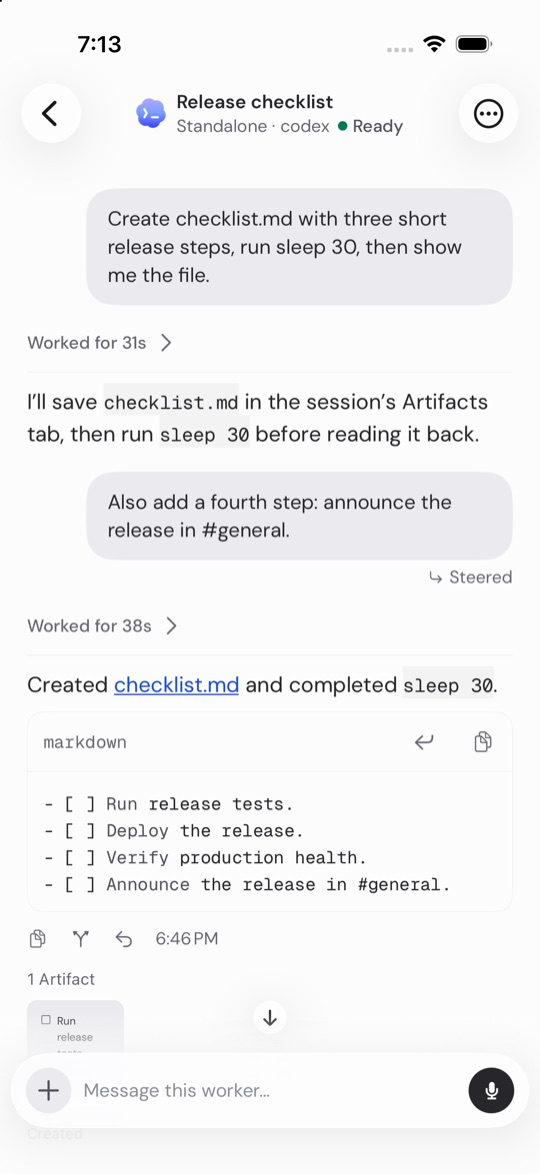 7:13
Release checklist
Standalone · codex ● Ready
Create checklist.md with three short
release steps, run sleep 30, then show
me the file.
Worked for 31s
I’ll save checklist.md in the session’s Artifacts
tab, then run sleep 30 before reading it back.
Also add a fourth step: announce the
release in #general.
Steered
Worked for 38s
Created checklist.md and completed sleep 30.
markdown
- [ ] Run release tests.
- [ ] Deploy the release.
- [ ] Verify production health.
- [ ] Announce the release in #general.
6:46 PM
1 Artifact
Run
release
tests
Message this worker...
Created